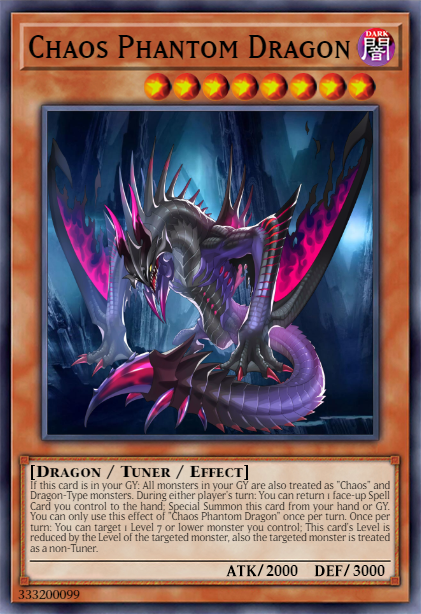 Chaos Phantom Dragon
DARK
闇
[Dragon / Tuner / Effect]
If this card is in your GY: All monsters in your GY are also treated as "Chaos" and
Dragon-Type monsters. During either player's turn: You can return 1 face-up Spell
Card you control to the hand; Special Summon this card from your hand or GY.
You can only use this effect of "Chaos Phantom Dragon" once per turn. Once per
turn: You can target 1 Level 7 or lower monster you control; This card's Level is
reduced by the Level of the targeted monster, also the targeted monster is treated
as a non-Tuner.
ATK/2000 DEF/3000
333200099